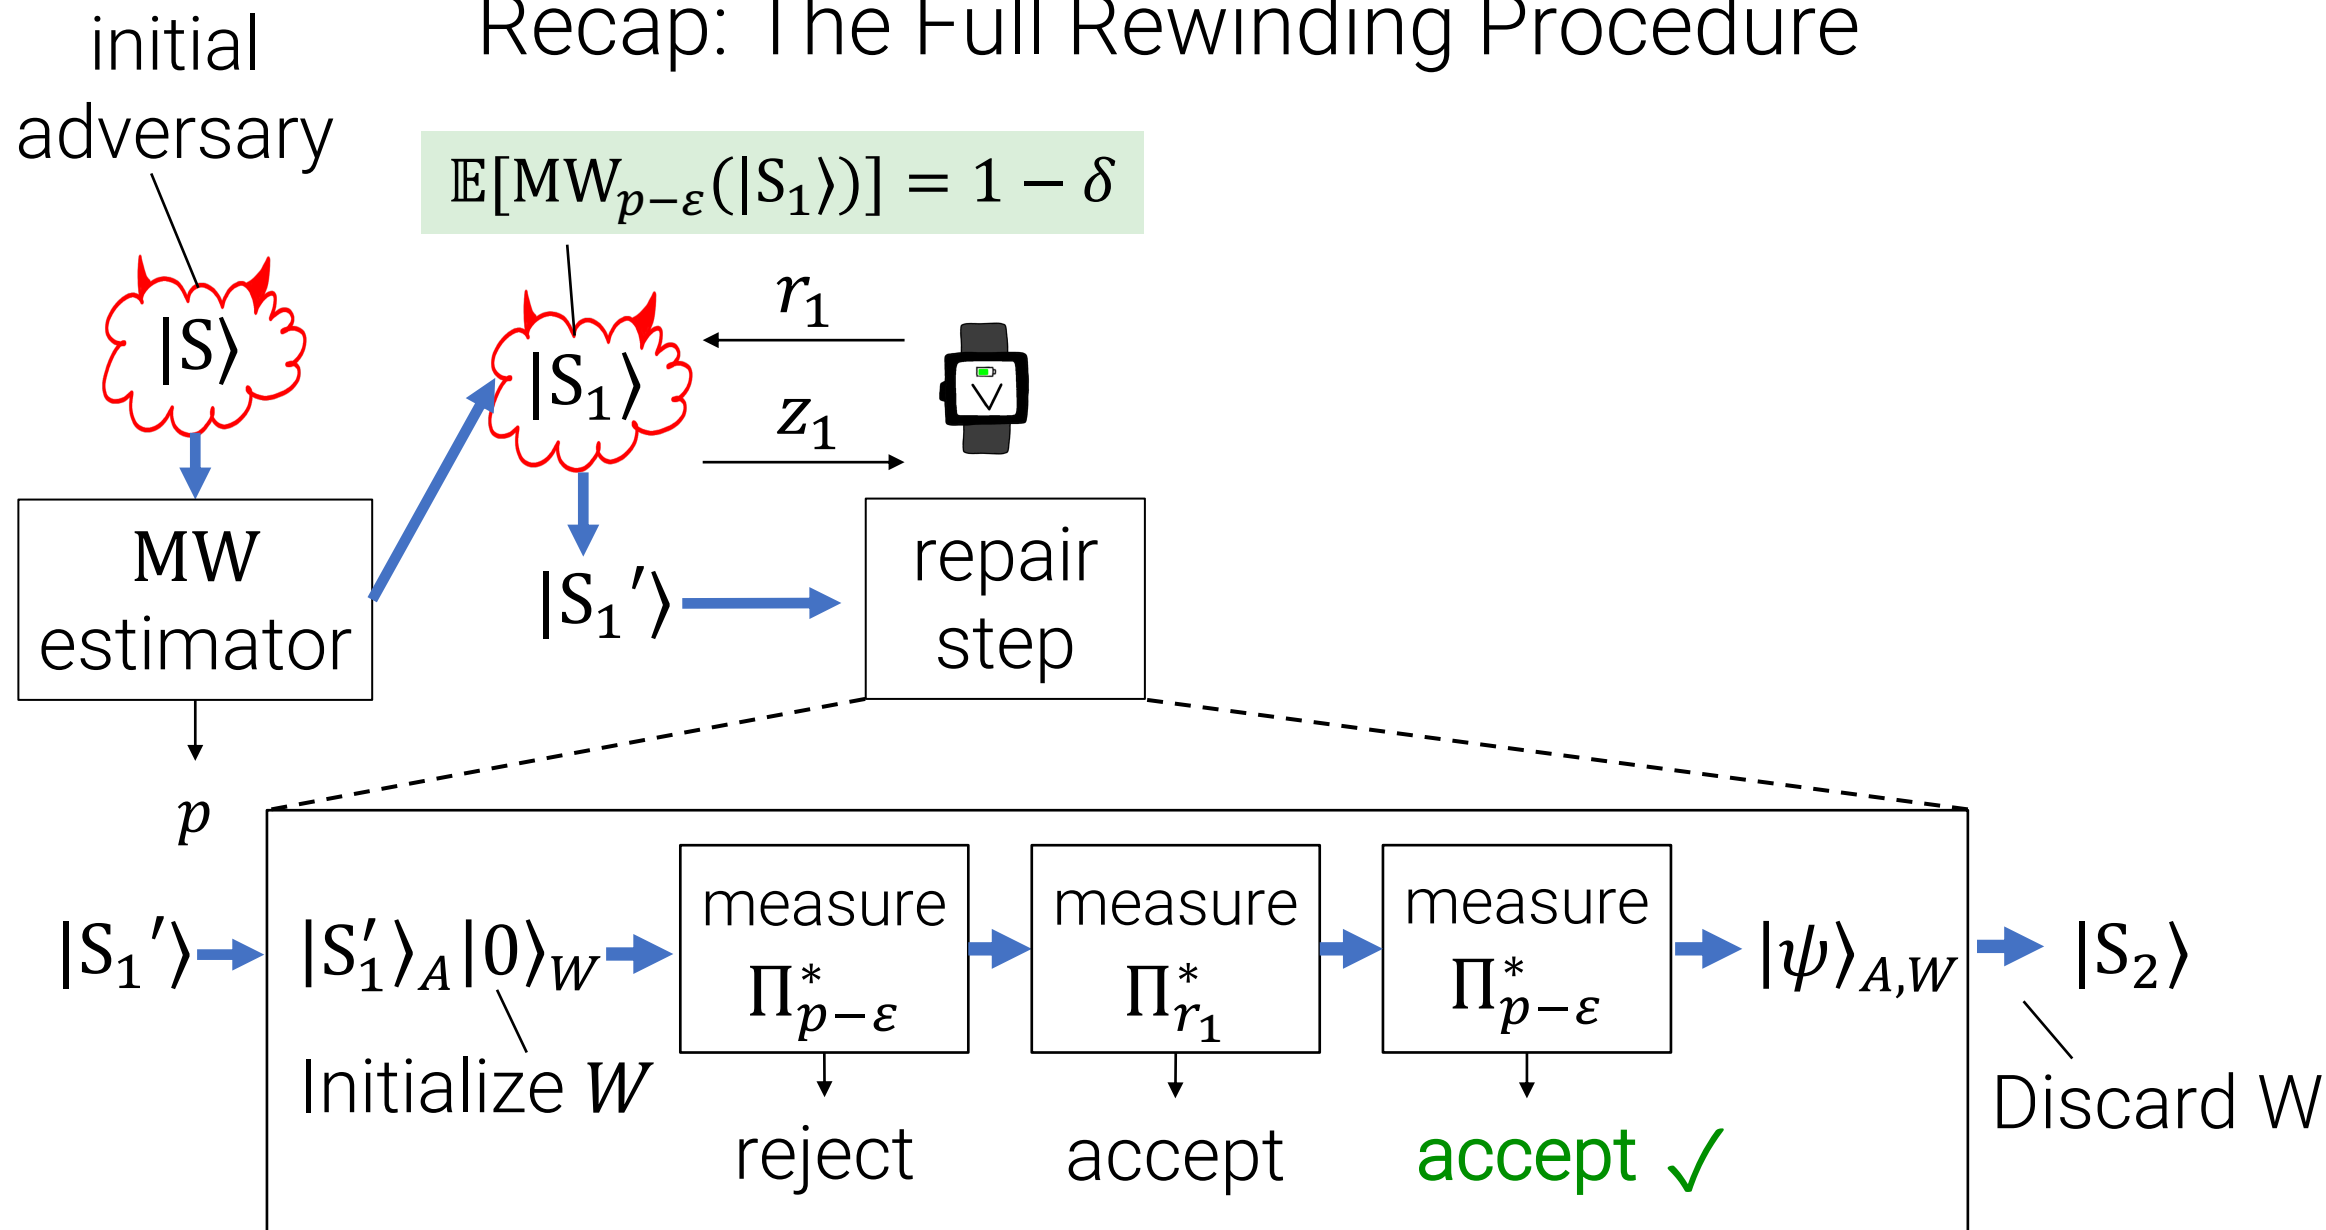 Recap: The Full Rewinding Procedure
initial
adversary
𝔼[MW_{p−ε}(|S₁⟩)] = 1 − δ
|S⟩
|S₁⟩
r₁
z₁
V
MW
estimator
p
|S₁′⟩
repair
step
|S₁′⟩
|S₁′⟩_A|0⟩_W
Initialize W
measure
Π*_{p−ε}
reject
measure
Π*_{r₁}
accept
measure
Π*_{p−ε}
accept ✓
|ψ⟩_{A,W}
|S₂⟩
Discard W